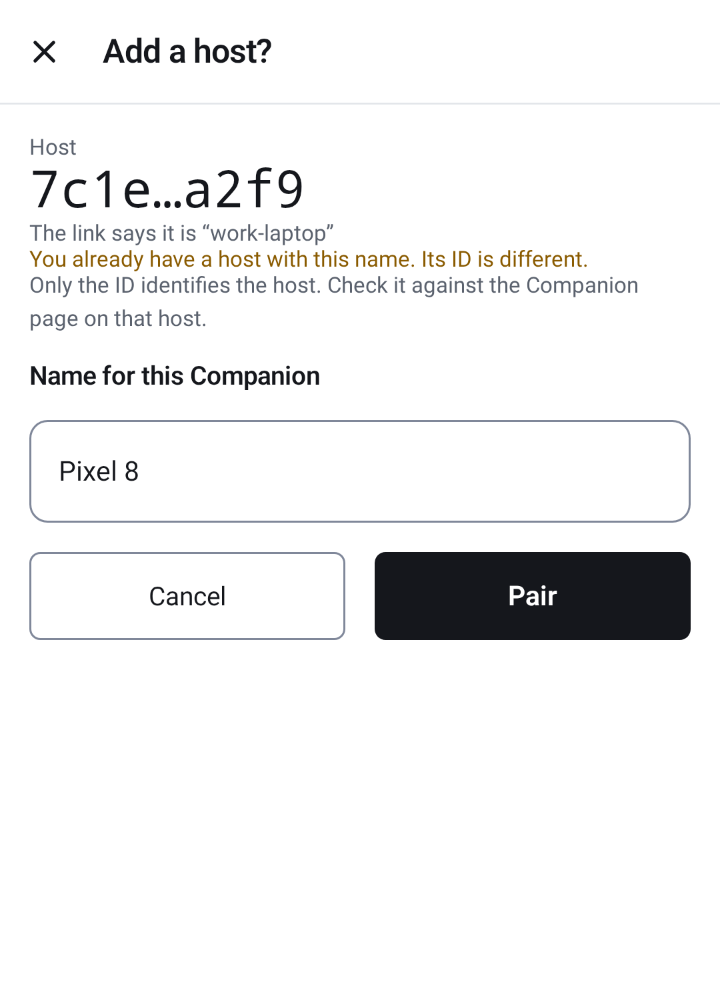 Add a host?
Host
7c1e…a2f9
The link says it is “work-laptop”
You already have a host with this name. Its ID is different.
Only the ID identifies the host. Check it against the Companion
page on that host.
Name for this Companion
Pixel 8
Cancel
Pair